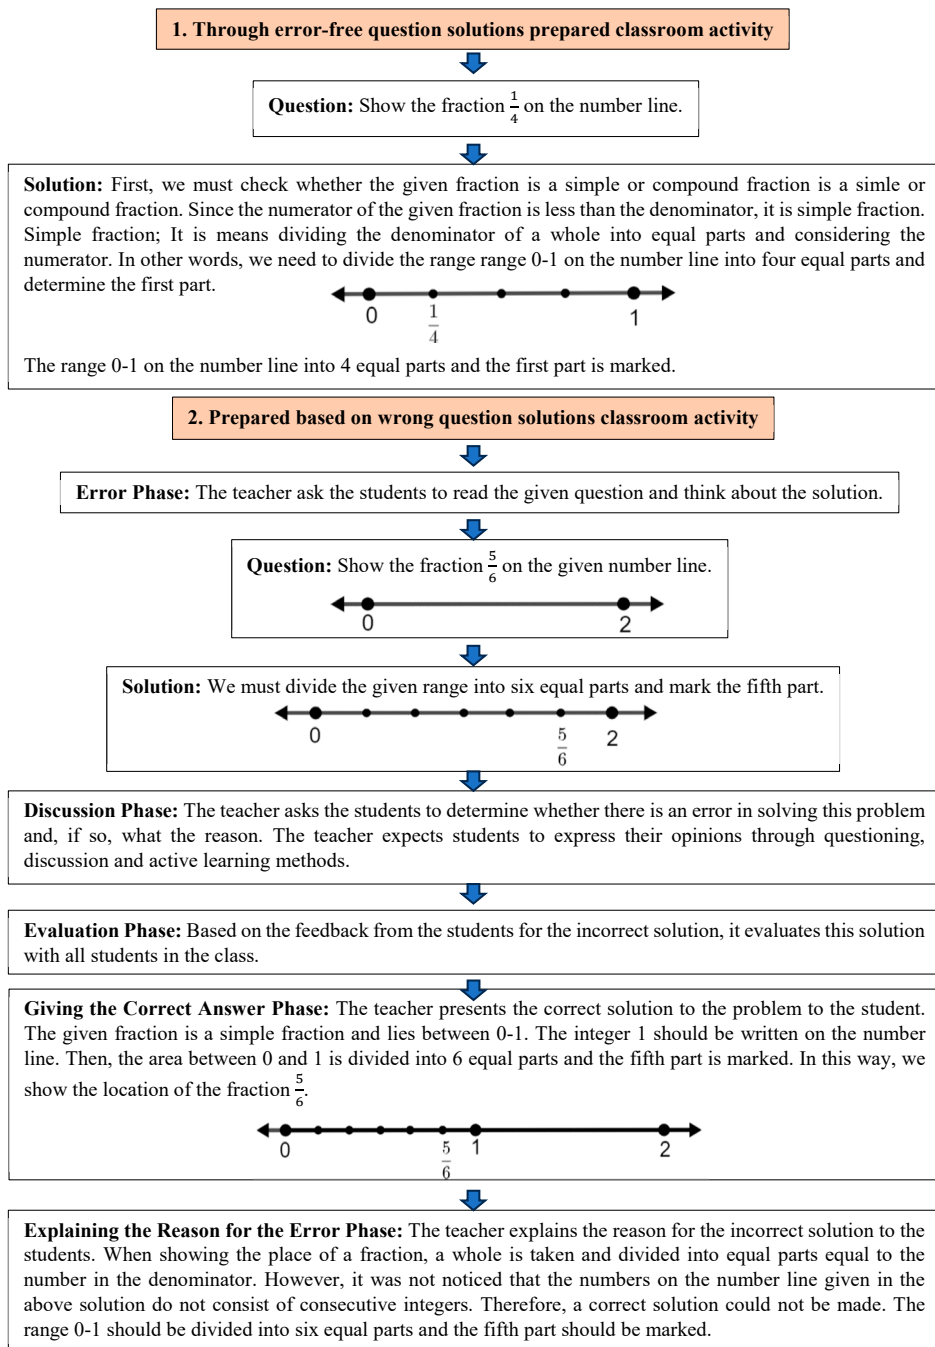 1. Through error-free question solutions prepared classroom activity
Question: Show the fraction 1/4 on the number line.
Solution: First, we must check whether the given fraction is a simple or compound fraction is a simle or
compound fraction. Since the numerator of the given fraction is less than the denominator, it is simple fraction.
Simple fraction; It is means dividing the denominator of a whole into equal parts and considering the
numerator. In other words, we need to divide the range range 0-1 on the number line into four equal parts and
determine the first part.
0 1/4 1
The range 0-1 on the number line into 4 equal parts and the first part is marked.
2. Prepared based on wrong question solutions classroom activity
Error Phase: The teacher ask the students to read the given question and think about the solution.
Question: Show the fraction 5/6 on the given number line.
0 2
Solution: We must divide the given range into six equal parts and mark the fifth part.
0 5/6 2
Discussion Phase: The teacher asks the students to determine whether there is an error in solving this problem
and, if so, what the reason. The teacher expects students to express their opinions through questioning,
discussion and active learning methods.
Evaluation Phase: Based on the feedback from the students for the incorrect solution, it evaluates this solution
with all students in the class.
Giving the Correct Answer Phase: The teacher presents the correct solution to the problem to the student.
The given fraction is a simple fraction and lies between 0-1. The integer 1 should be written on the number
line. Then, the area between 0 and 1 is divided into 6 equal parts and the fifth part is marked. In this way, we
show the location of the fraction 5/6.
0 5/6 1 2
Explaining the Reason for the Error Phase: The teacher explains the reason for the incorrect solution to the
students. When showing the place of a fraction, a whole is taken and divided into equal parts equal to the
number in the denominator. However, it was not noticed that the numbers on the number line given in the
above solution do not consist of consecutive integers. Therefore, a correct solution could not be made. The
range 0-1 should be divided into six equal parts and the fifth part should be marked.